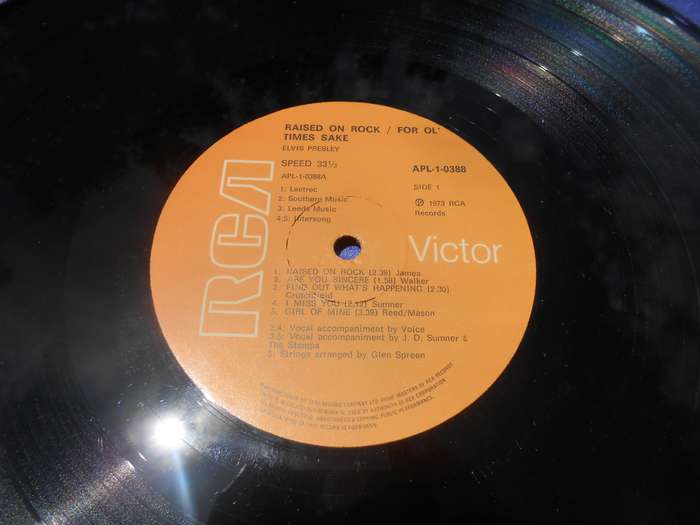 RAISED ON ROCK / FOR OL'
TIMES SAKE
ELVIS PRESLEY
SPEED 33⅓
APL-1-0388
APL-1-0388A
SIDE 1
1: Leetrec
2: Southern Music
3: Leeds Music
4,5: Intersong
Ⓟ 1973 RCA
Records
RCA
Victor
1. RAISED ON ROCK (2.39) James
2. ARE YOU SINCERE (1.58) Walker
3. FIND OUT WHAT'S HAPPENING (2.30)
Crutchfield
4. I MISS YOU (2.12) Sumner
5. GIRL OF MINE (3.39) Reed/Mason
2,4: Vocal accompaniment by Voice
3,5: Vocal accompaniment by J. D. Sumner &
The Stamps
5: Strings arranged by Glen Spreen